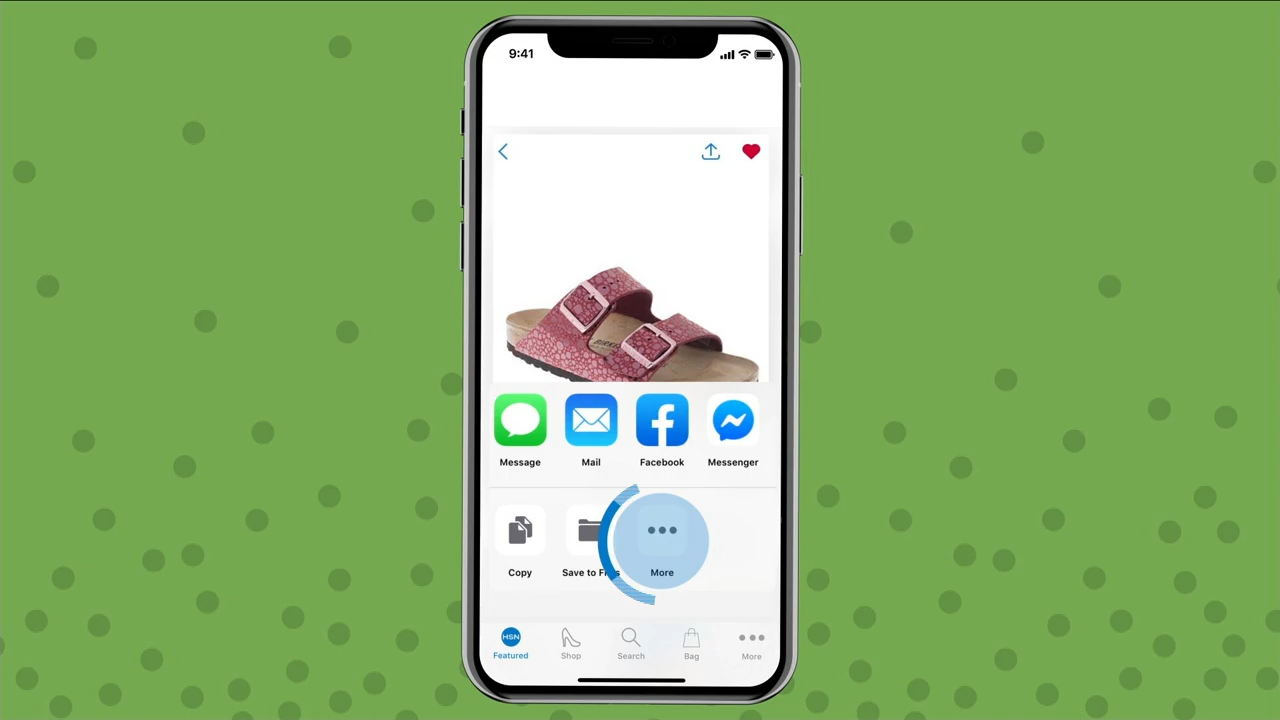 9:41
Message Mail Facebook Messenger
Copy Save to Files More
HSN
Featured Shop Search Bag More